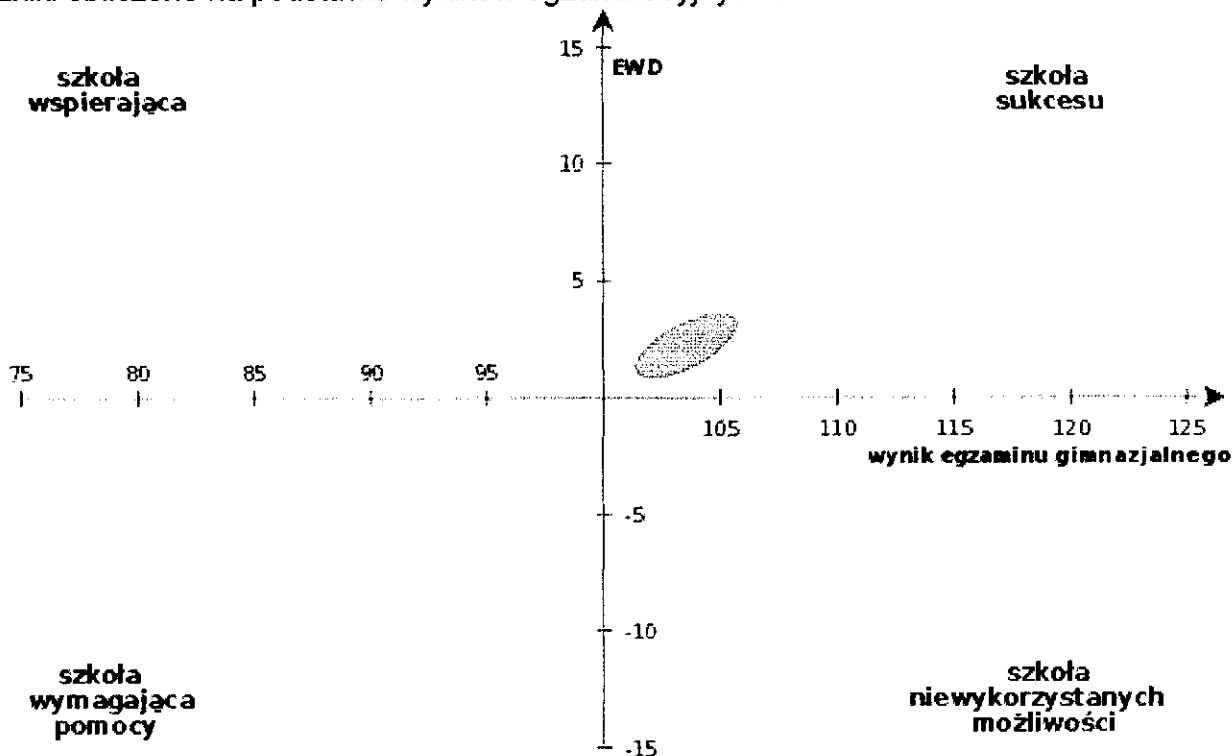 15
EWD
szkoła
wspierająca
szkoła
sukcesu
10
5
75 80 85 90 95
105 110 115 120 125
wynik egzaminu gimnazjalnego
-5
-10
szkoła
wymagająca
pomocy
szkoła
niewykorzystanych
możliwości
-15